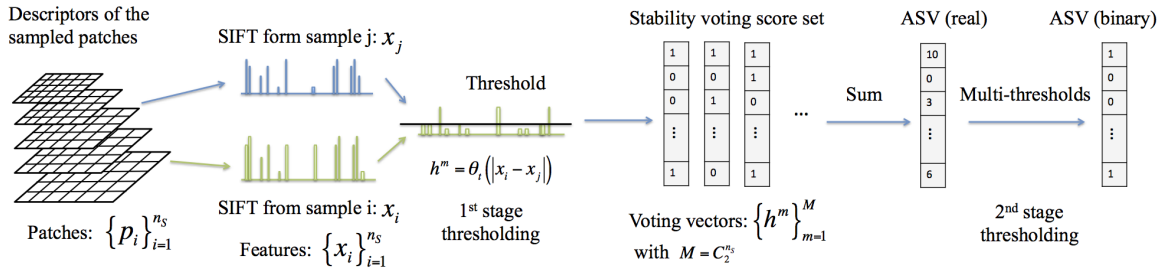 Descriptors of the
sampled patches
SIFT form sample j: x_j
SIFT from sample i: x_i
Patches: {p_i}_{i=1}^{n_S}
Features: {x_i}_{i=1}^{n_S}
Threshold
h^m = θ_t(|x_i − x_j|)
1st stage
thresholding
Stability voting score set
1 1 1
0 0 1
0 1 0
⋮ ⋮ ⋮
1 0 1
...
Voting vectors: {h^m}_{m=1}^{M}
with M = C_2^{n_S}
Sum
ASV (real)
10
0
3
⋮
6
Multi-thresholds
2nd stage
thresholding
ASV (binary)
1
0
0
⋮
1